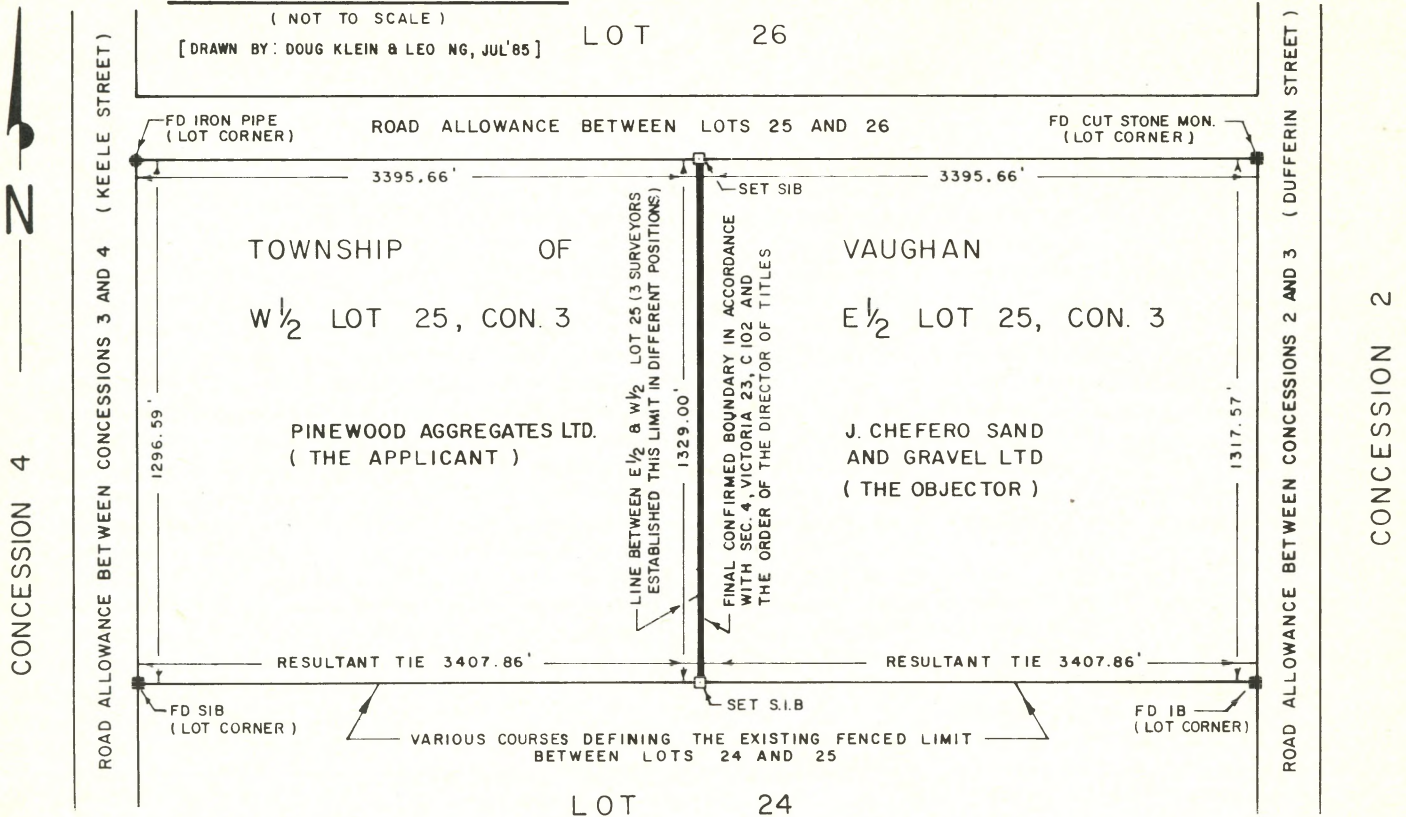 ( NOT TO SCALE )
[ DRAWN BY: DOUG KLEIN & LEO NG, JUL'85 ]
LOT 26
N
CONCESSION 4
ROAD ALLOWANCE BETWEEN CONCESSIONS 3 AND 4 ( KEELE STREET )
FD IRON PIPE
( LOT CORNER )
ROAD ALLOWANCE BETWEEN LOTS 25 AND 26
FD CUT STONE MON.
( LOT CORNER )
3395.66'
SET SIB
3395.66'
TOWNSHIP OF VAUGHAN
W 1/2 LOT 25, CON. 3
E 1/2 LOT 25, CON. 3
1296.59'
PINEWOOD AGGREGATES LTD.
( THE APPLICANT )
LINE BETWEEN E 1/2 & W 1/2 LOT 25 (3 SURVEYORS
ESTABLISHED THIS LIMIT IN DIFFERENT POSITIONS)
1329.00'
FINAL CONFIRMED BOUNDARY IN ACCORDANCE
WITH SEC. 4, VICTORIA 23, C 102 AND
THE ORDER OF THE DIRECTOR OF TITLES
J. CHEFERO SAND
AND GRAVEL LTD
( THE OBJECTOR )
1317.57'
RESULTANT TIE 3407.86'
RESULTANT TIE 3407.86'
FD SIB
( LOT CORNER )
SET S.I.B
FD IB
( LOT CORNER )
VARIOUS COURSES DEFINING THE EXISTING FENCED LIMIT
BETWEEN LOTS 24 AND 25
LOT 24
ROAD ALLOWANCE BETWEEN CONCESSIONS 2 AND 3 ( DUFFERIN STREET )
CONCESSION 2